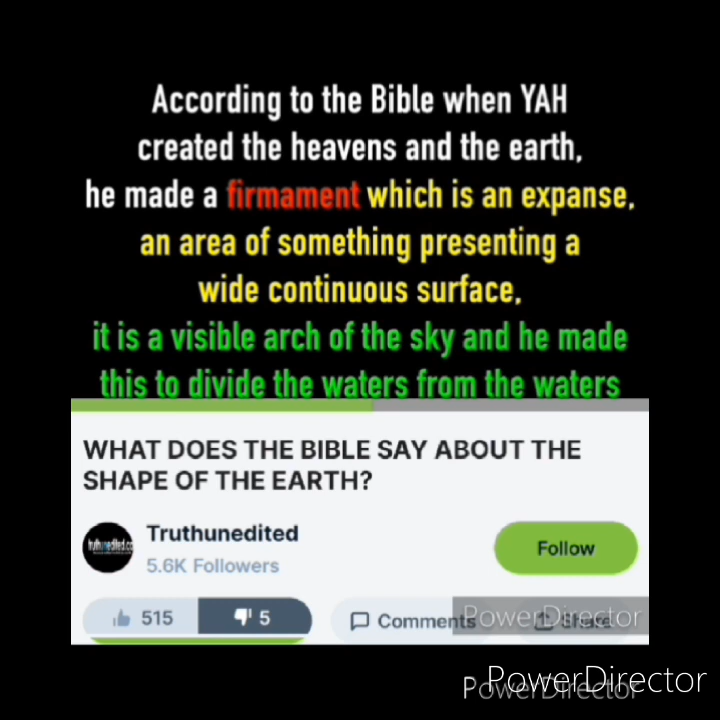 According to the Bible when YAH
created the heavens and the earth,
he made a firmament which is an expanse,
an area of something presenting a
wide continuous surface,
it is a visible arch of the sky and he made
this to divide the waters from the waters
WHAT DOES THE BIBLE SAY ABOUT THE
SHAPE OF THE EARTH?
Truthunedited
5.6K Followers
Follow
515
5
Comments
Share
PowerDirector
PowerDirector
PowerDirector